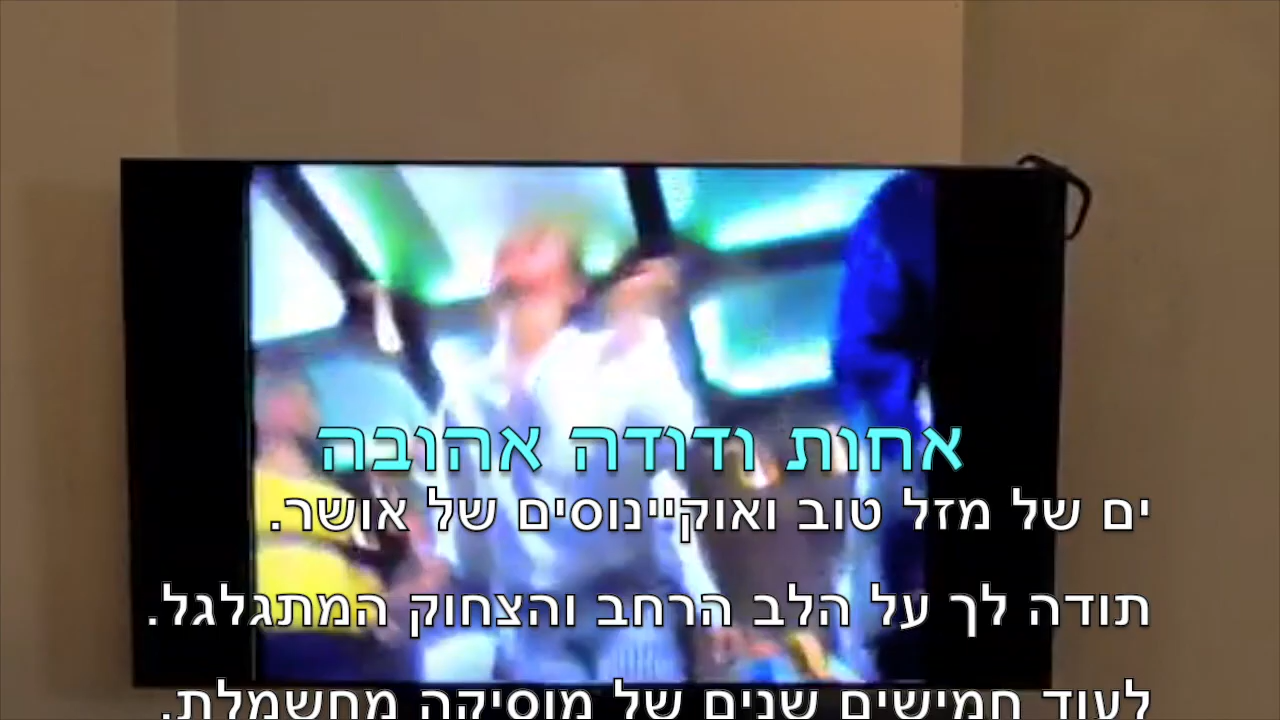 אחות ודודה אהובה
ים של מזל טוב ואוקיינוסים של אושר.
תודה לך על הלב הרחב והצחוק המתגלגל.
לעוד חמישים שנים של מוסיקה מחשמלת.